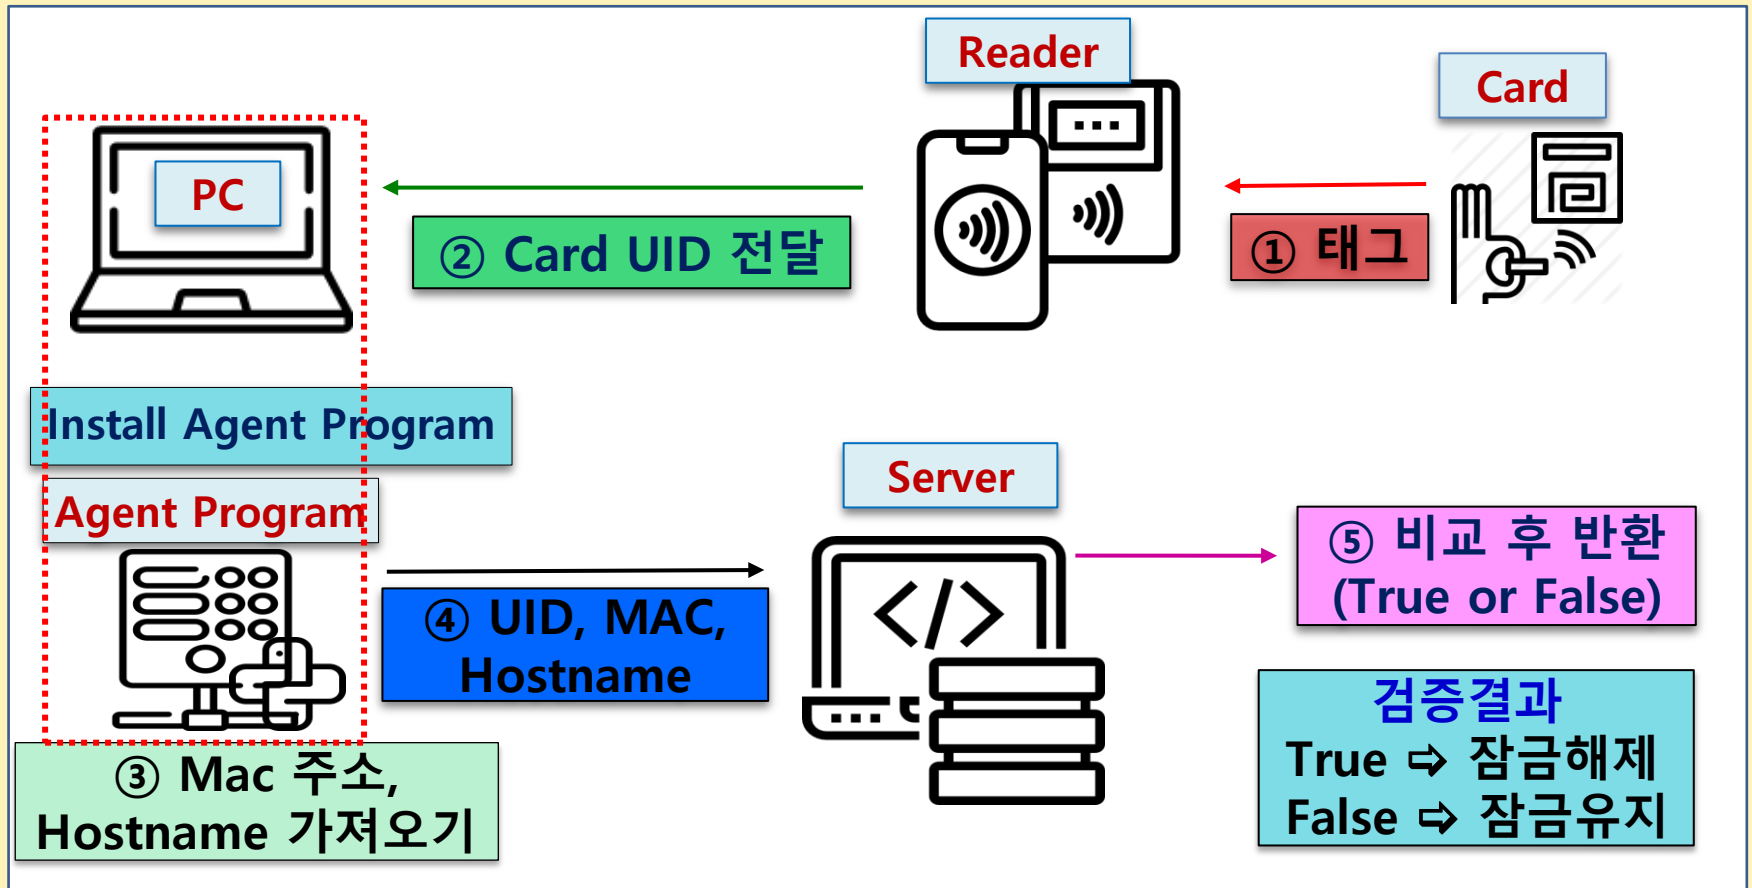 Reader
Card
PC
② Card UID 전달
① 태그
Install Agent Program
Agent Program
Server
④ UID, MAC,
Hostname
⑤ 비교 후 반환
(True or False)
③ Mac 주소,
Hostname 가져오기
검증결과
True ⇨ 잠금해제
False ⇨ 잠금유지